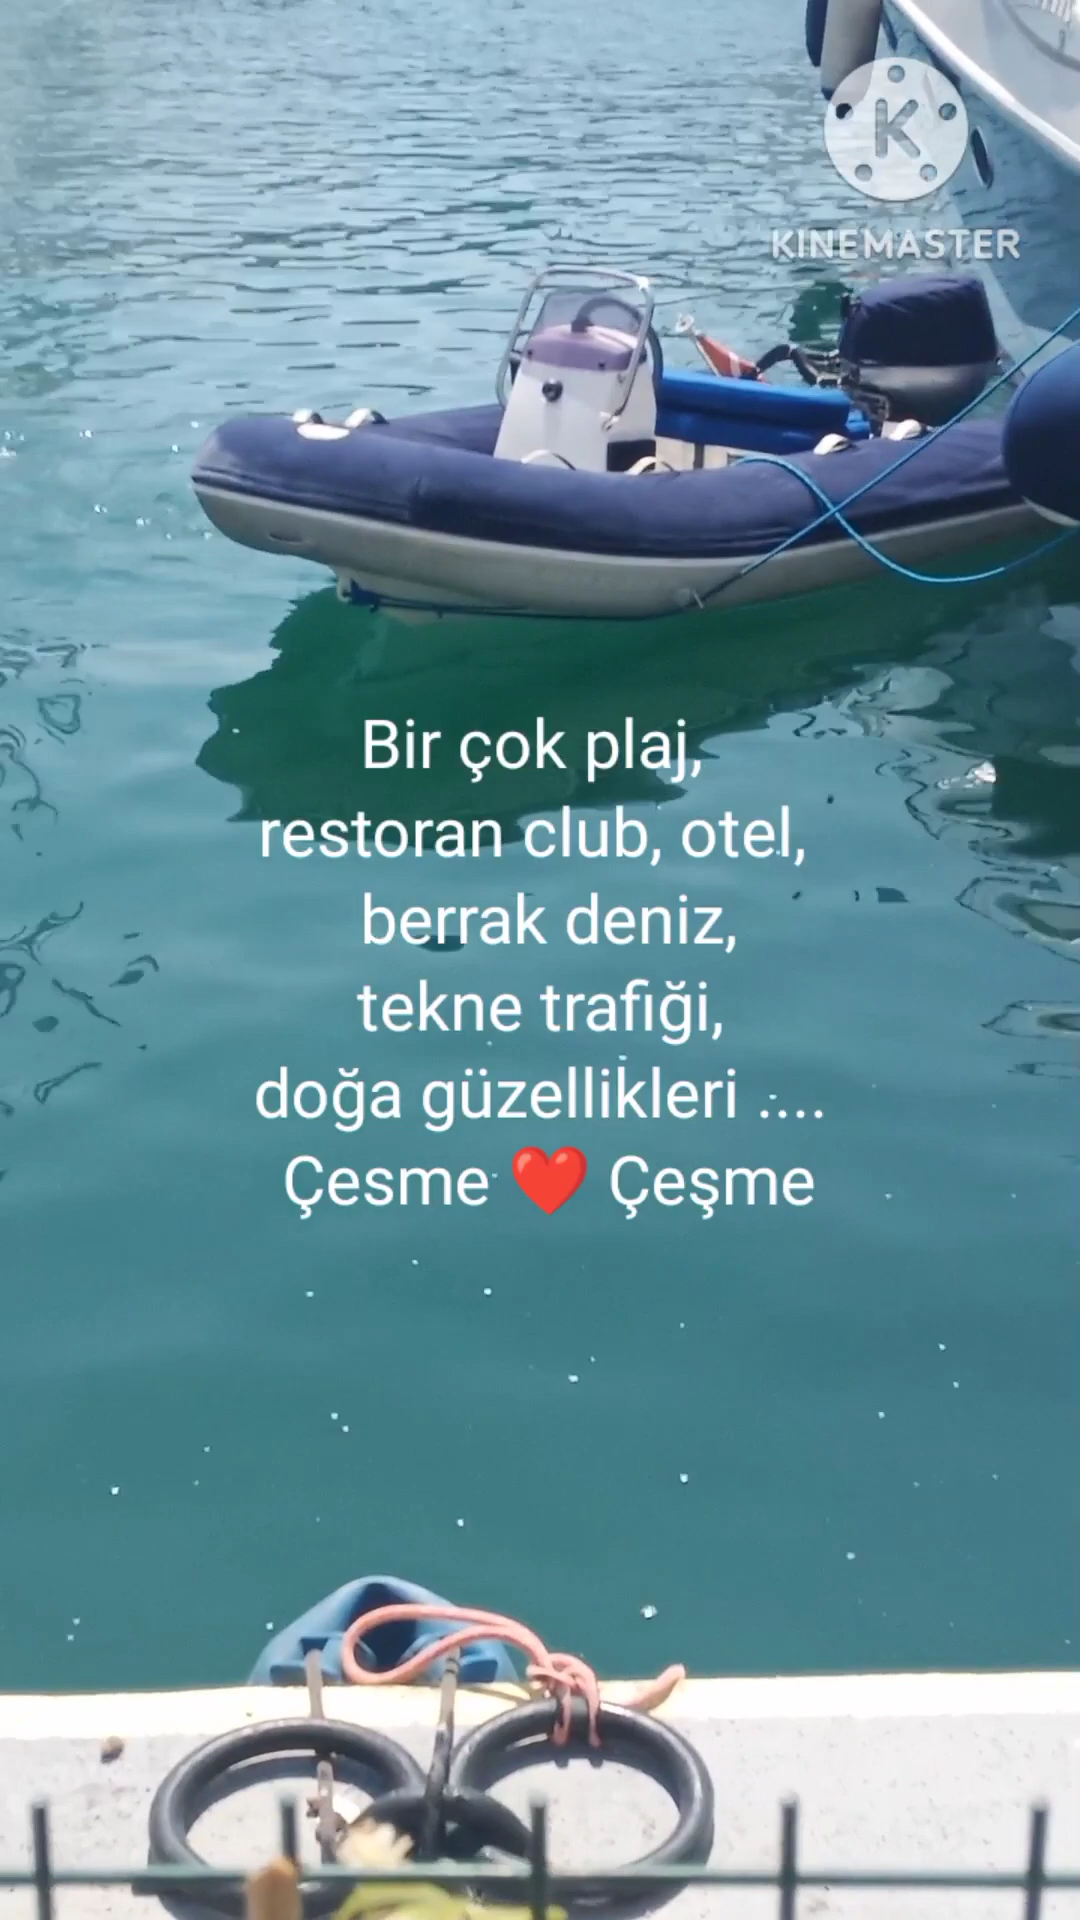 KINEMASTER
Bir çok plaj,
restoran club, otel,
berrak deniz,
tekne trafiği,
doğa güzellikleri ....
Çesme ❤️ Çeşme